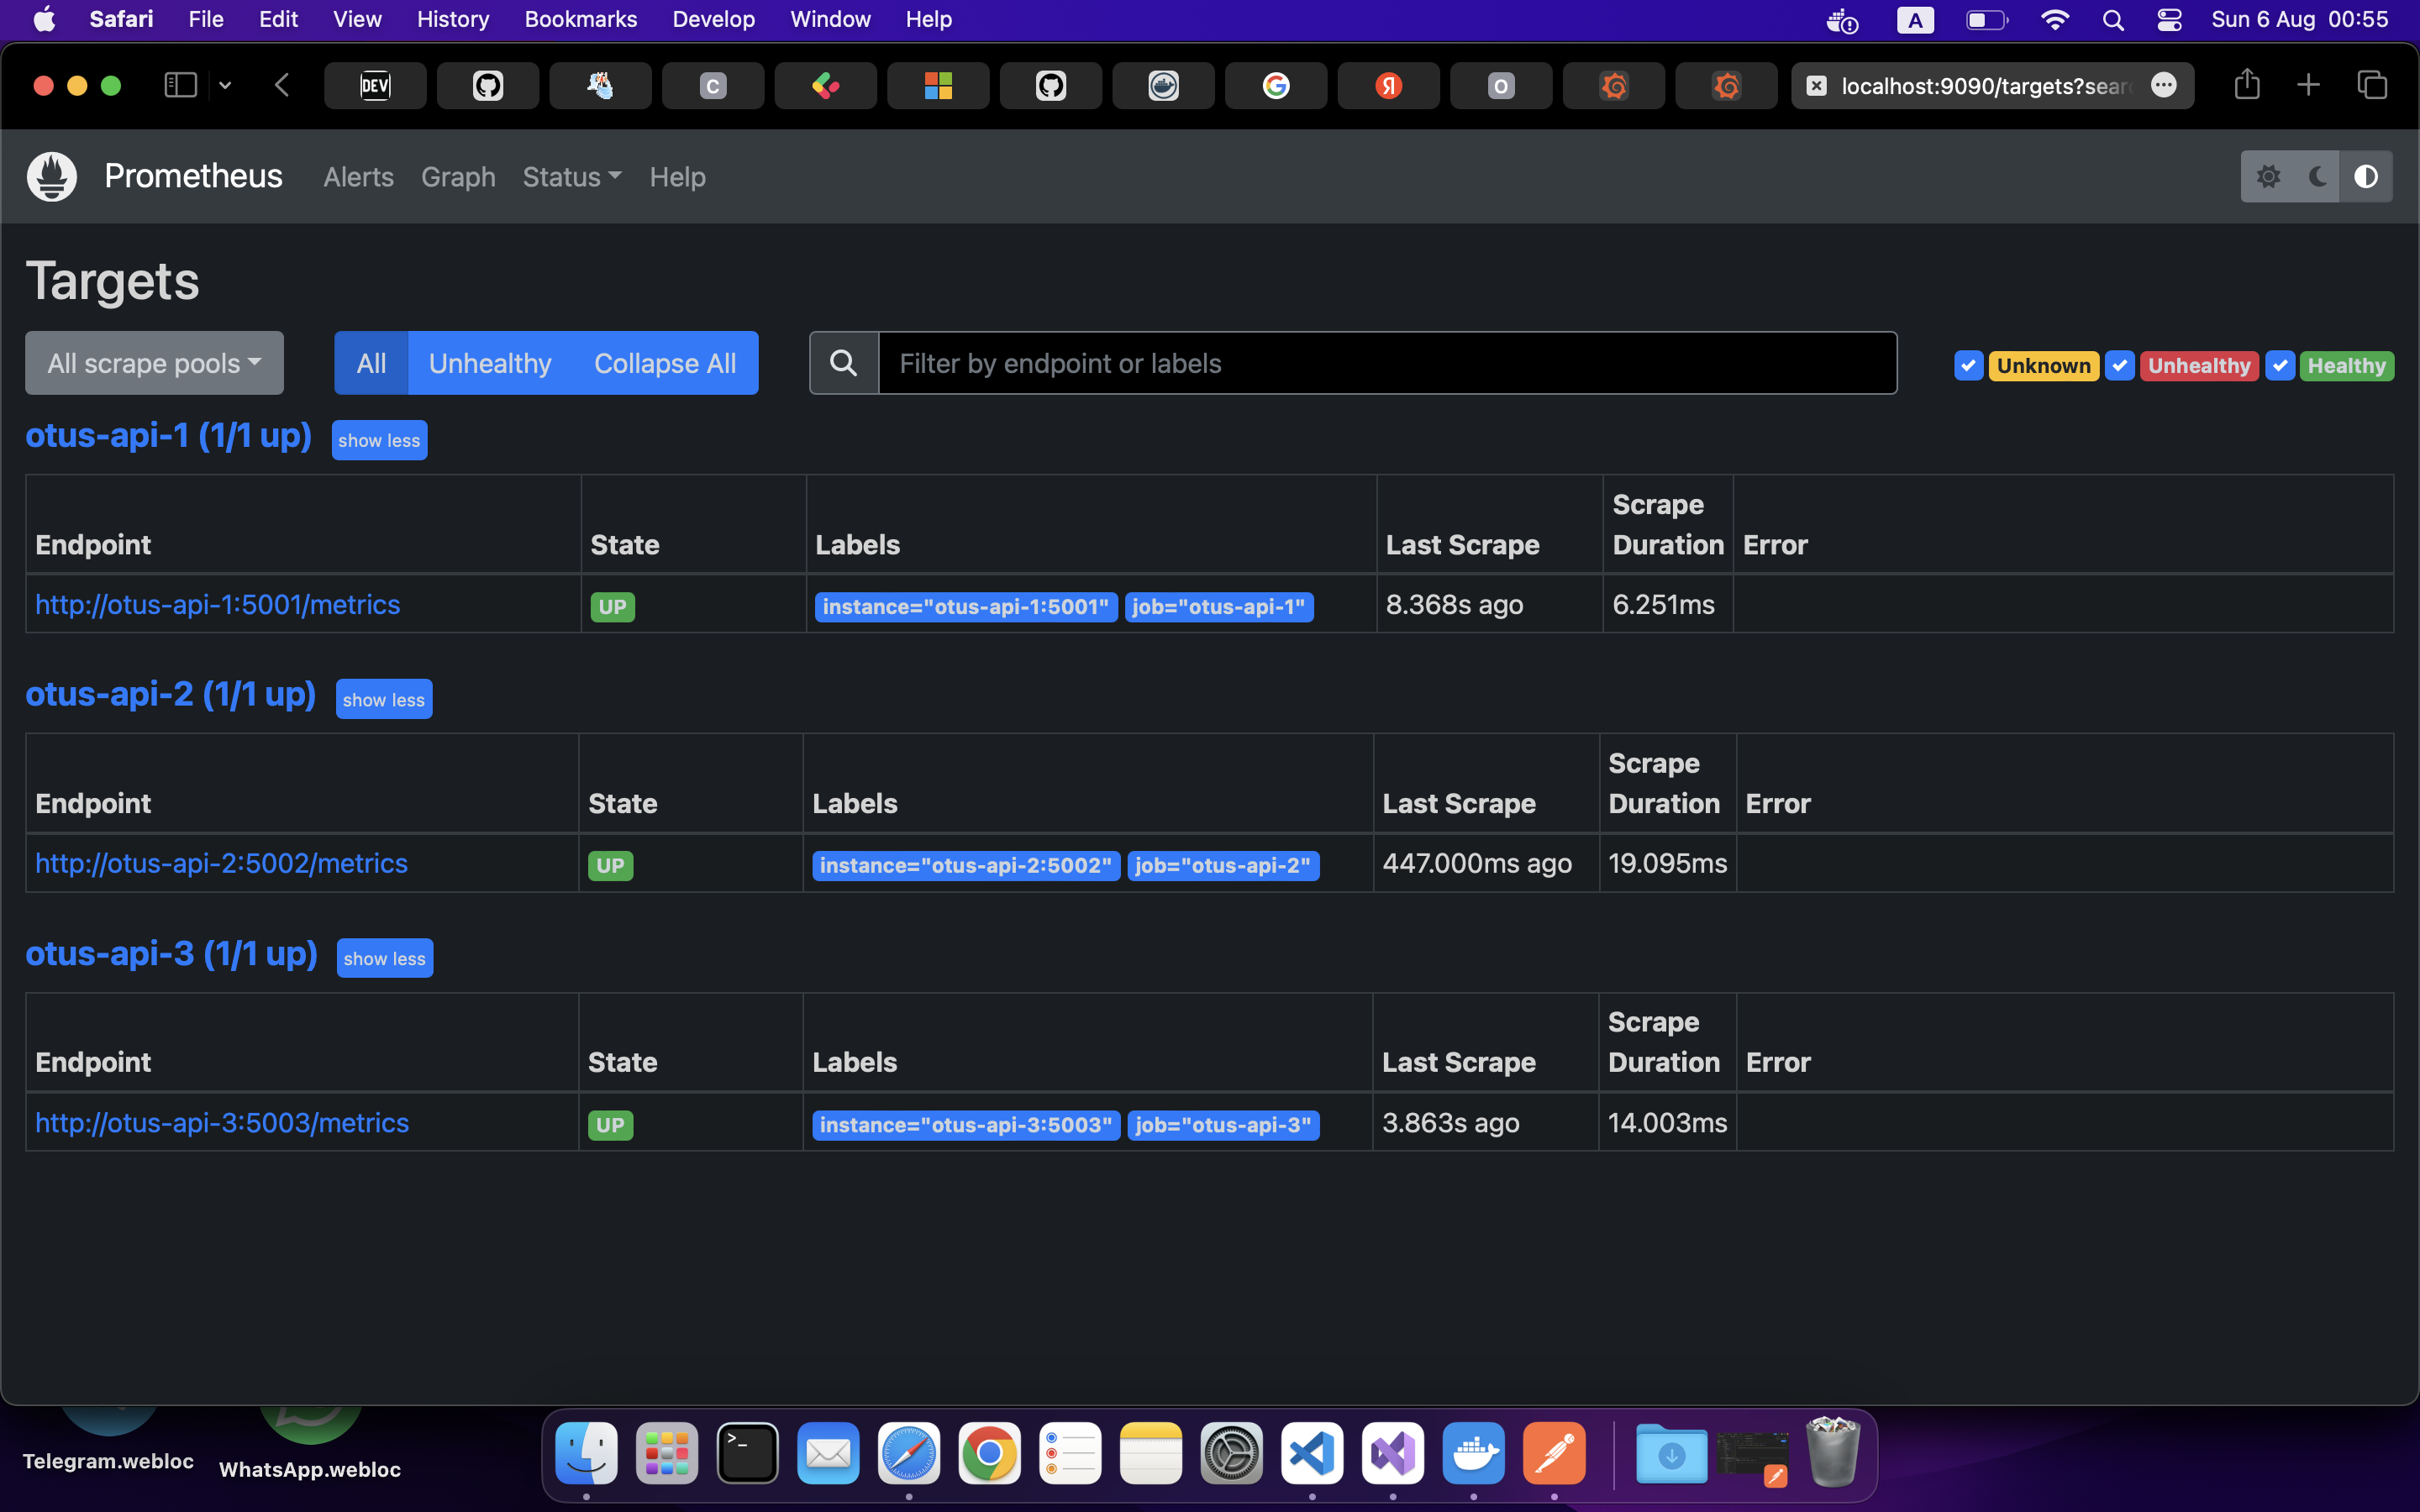 Safari File Edit View History Bookmarks Develop Window Help A Sun 6 Aug 00:55
DEV C Я O localhost:9090/targets?sear
Prometheus Alerts Graph Status Help
Targets
All scrape pools All Unhealthy Collapse All Filter by endpoint or labels Unknown Unhealthy Healthy
otus-api-1 (1/1 up) show less
Endpoint State Labels Last Scrape Scrape Duration Error
http://otus-api-1:5001/metrics UP instance="otus-api-1:5001" job="otus-api-1" 8.368s ago 6.251ms
otus-api-2 (1/1 up) show less
Endpoint State Labels Last Scrape Scrape Duration Error
http://otus-api-2:5002/metrics UP instance="otus-api-2:5002" job="otus-api-2" 447.000ms ago 19.095ms
otus-api-3 (1/1 up) show less
Endpoint State Labels Last Scrape Scrape Duration Error
http://otus-api-3:5003/metrics UP instance="otus-api-3:5003" job="otus-api-3" 3.863s ago 14.003ms
Telegram.webloc WhatsApp.webloc